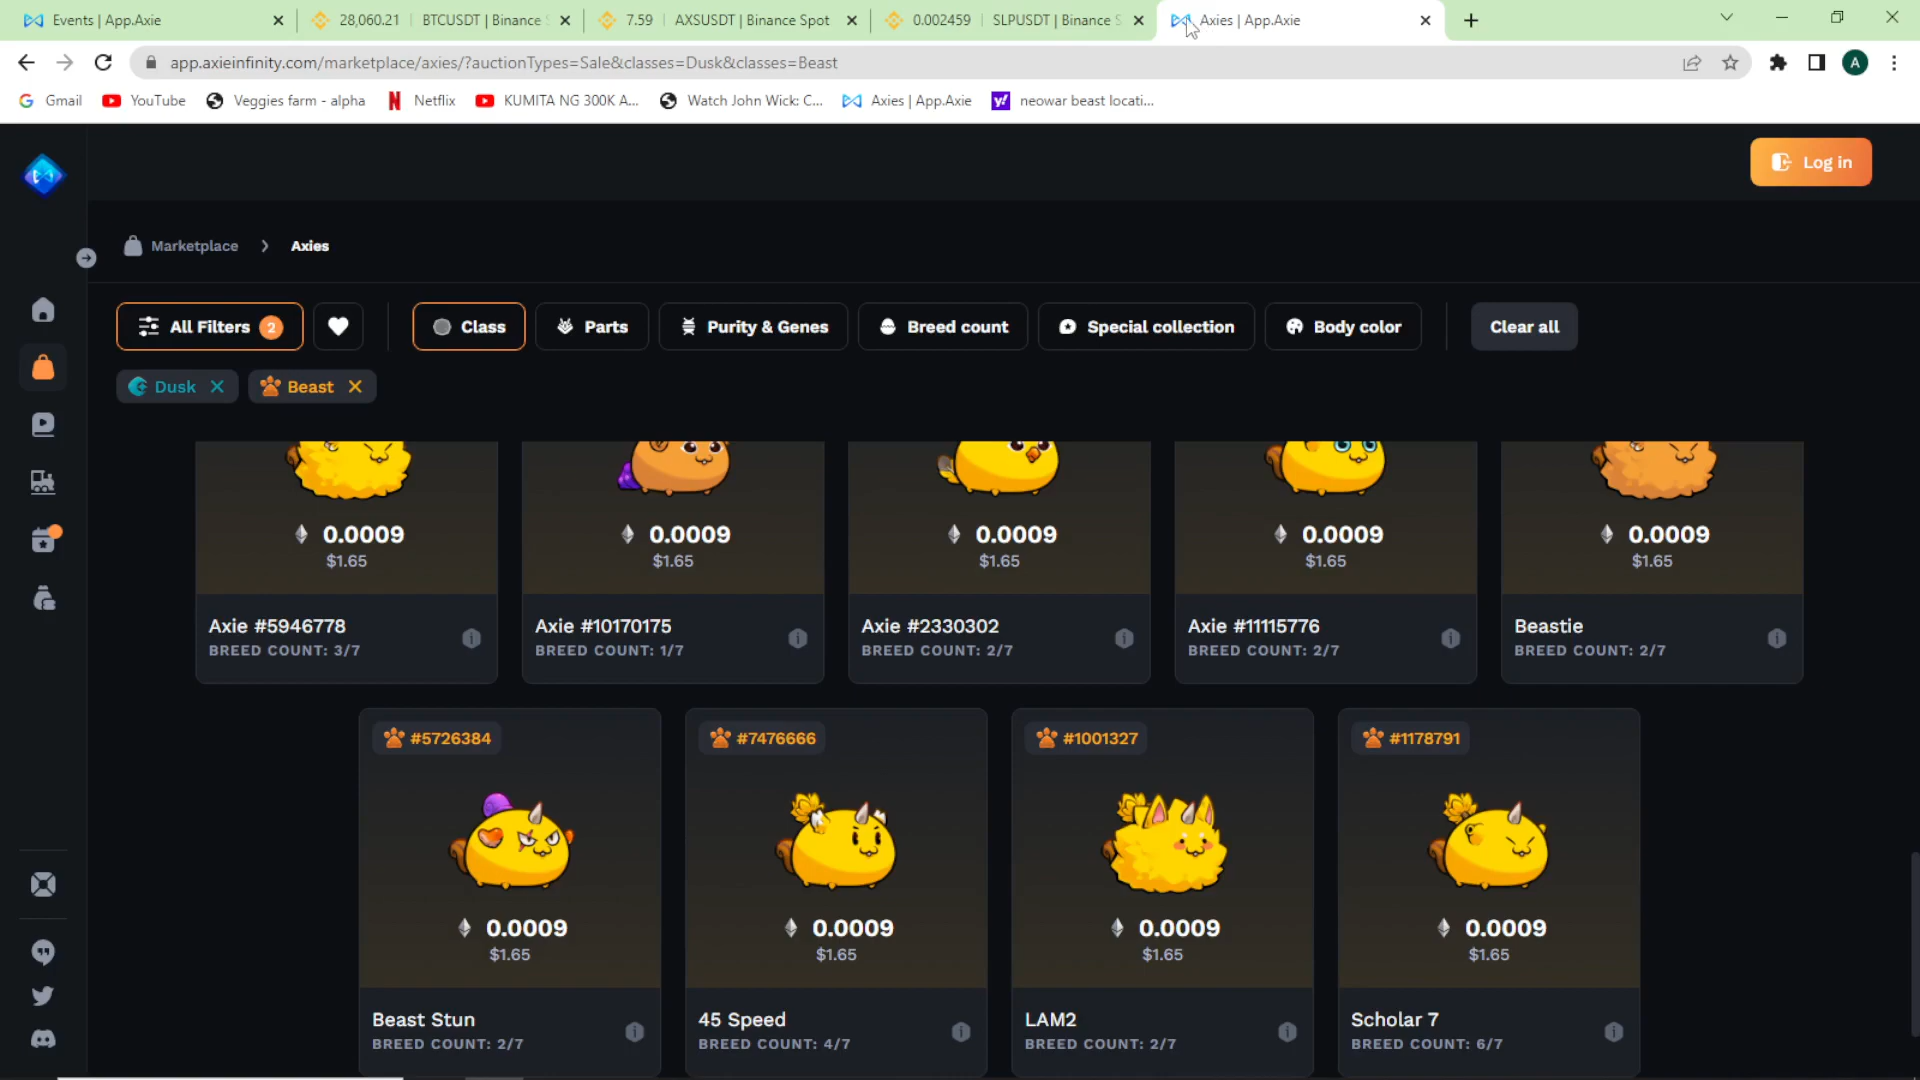 Events | App.Axie
28,060.21 BTCUSDT | Binance S
7.59 AXSUSDT | Binance Spot
0.002459 SLPUSDT | Binance S
Axies | App.Axie
app.axieinfinity.com/marketplace/axies/?auctionTypes=Sale&classes=Dusk&classes=Beast
A
Gmail
YouTube
Veggies farm - alpha
Netflix
KUMITA NG 300K A...
Watch John Wick: C...
Axies | App.Axie
neowar beast locati...
Log in
Marketplace
Axies
All Filters 2
Class
Parts
Purity & Genes
Breed count
Special collection
Body color
Clear all
Dusk
Beast
0.0009
$1.65
Axie #5946778
BREED COUNT: 3/7
0.0009
$1.65
Axie #10170175
BREED COUNT: 1/7
0.0009
$1.65
Axie #2330302
BREED COUNT: 2/7
0.0009
$1.65
Axie #11115776
BREED COUNT: 2/7
0.0009
$1.65
Beastie
BREED COUNT: 2/7
#5726384
0.0009
$1.65
Beast Stun
BREED COUNT: 2/7
#7476666
0.0009
$1.65
45 Speed
BREED COUNT: 4/7
#1001327
0.0009
$1.65
LAM2
BREED COUNT: 2/7
#1178791
0.0009
$1.65
Scholar 7
BREED COUNT: 6/7